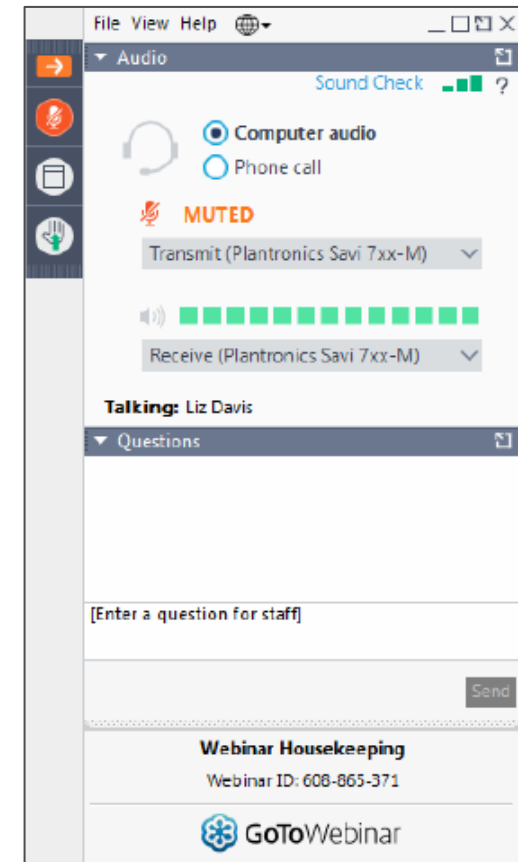 File View Help
Audio
Sound Check ?
Computer audio
Phone call
MUTED
Transmit (Plantronics Savi 7xx-M)
Receive (Plantronics Savi 7xx-M)
Talking: Liz Davis
Questions
[Enter a question for staff]
Send
Webinar Housekeeping
Webinar ID: 608-865-371
GoToWebinar